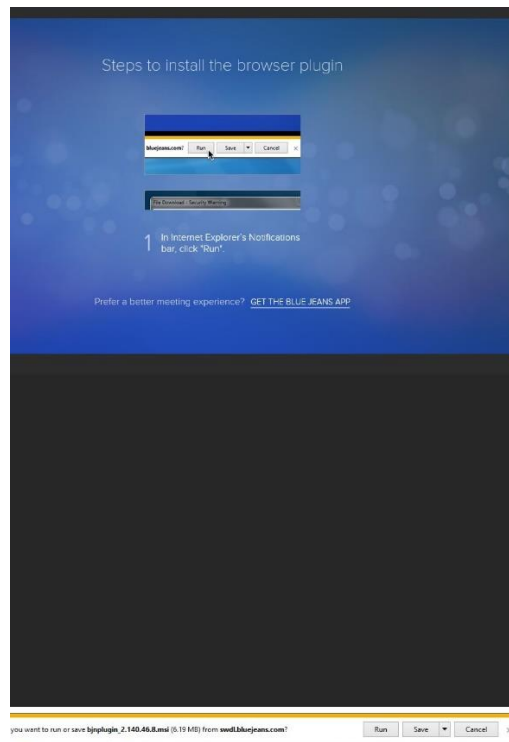 Steps to install the browser plugin
bluejeans.com? Run Save Cancel
File Download - Security Warning
1 In Internet Explorer's Notifications
bar, click "Run".
Prefer a better meeting experience? GET THE BLUE JEANS APP
you want to run or save bjnplugin_2.140.46.8.msi (6.19 MB) from swdl.bluejeans.com? Run Save Cancel